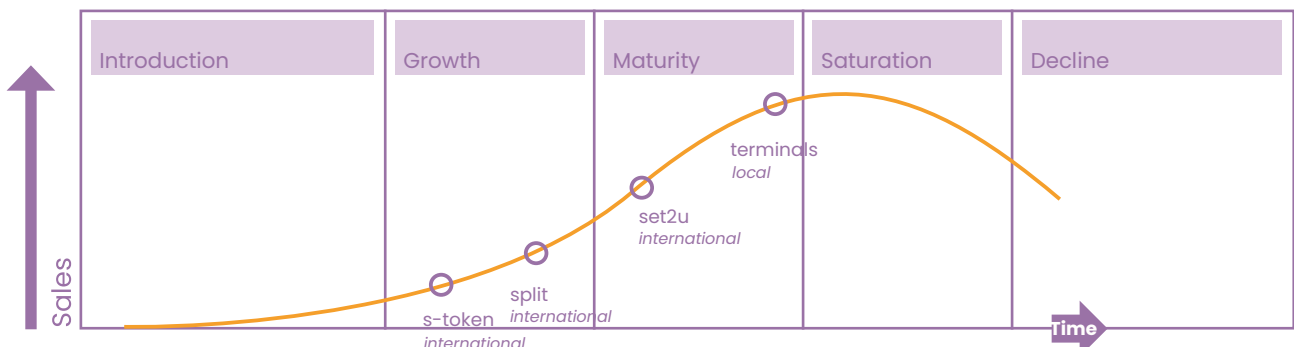 Introduction
Growth
Maturity
Saturation
Decline
Sales
terminals
local
set2u
international
split
international
s-token
international
Time